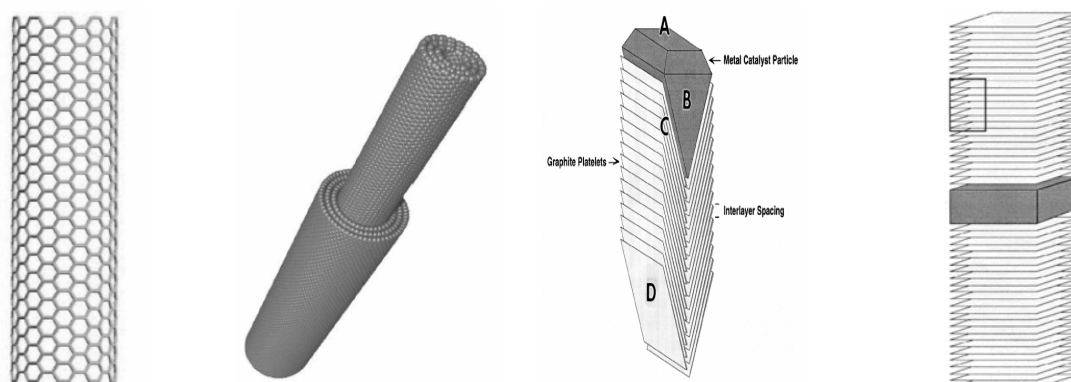 A
Metal Catalyst Particle
B
C
Graphite Platelets
Interlayer Spacing
D